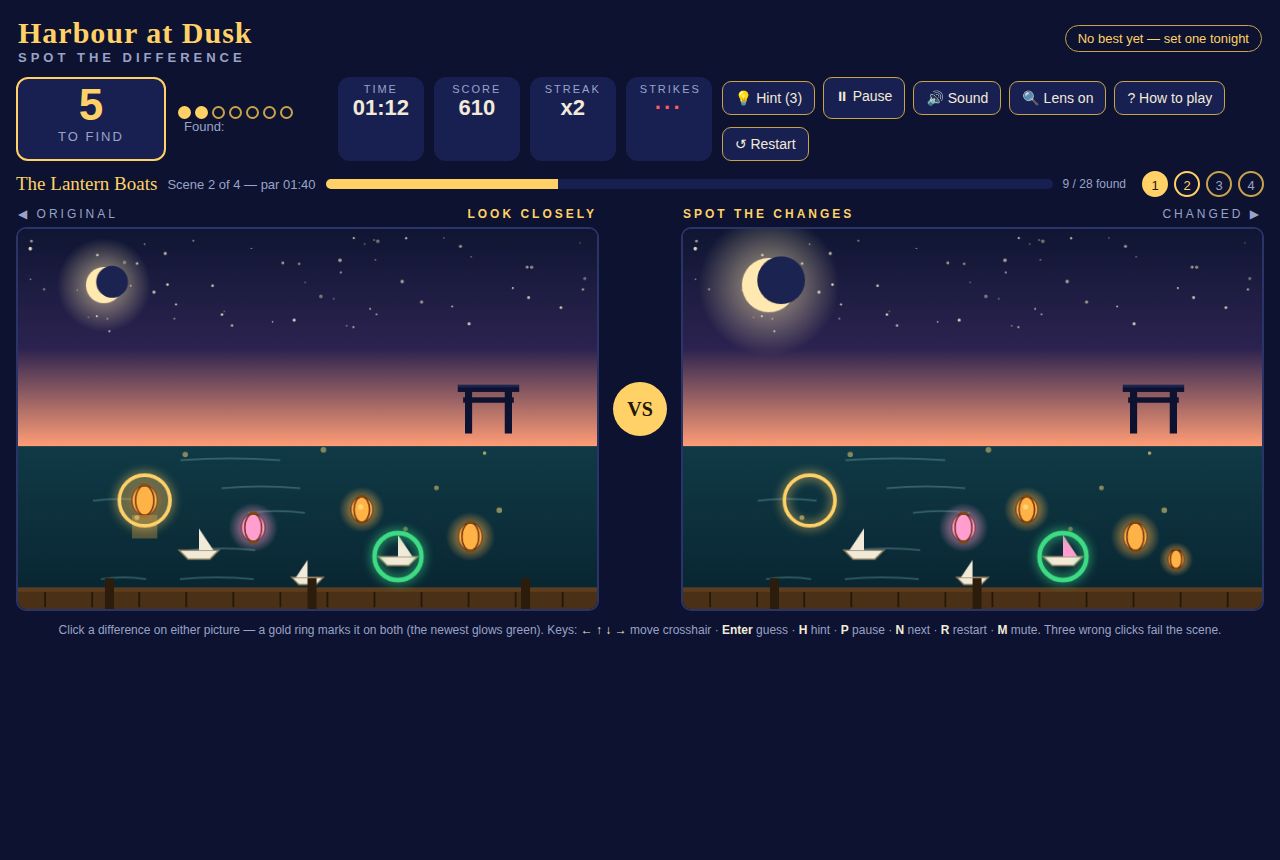 Harbour at Dusk
SPOT THE DIFFERENCE
No best yet — set one tonight
5
TO FIND
Found:
TIME
01:12
SCORE
610
STREAK
x2
STRIKES
💡 Hint (3)
⏸ Pause
🔊 Sound
🔍 Lens on
? How to play
↺ Restart
The Lantern Boats
Scene 2 of 4 — par 01:40
9 / 28 found
1 2 3 4
◀ ORIGINAL
LOOK CLOSELY
SPOT THE CHANGES
CHANGED ▶
VS
Click a difference on either picture — a gold ring marks it on both (the newest glows green). Keys: ← ↑ ↓ → move crosshair · Enter guess · H hint · P pause · N next · R restart · M mute. Three wrong clicks fail the scene.